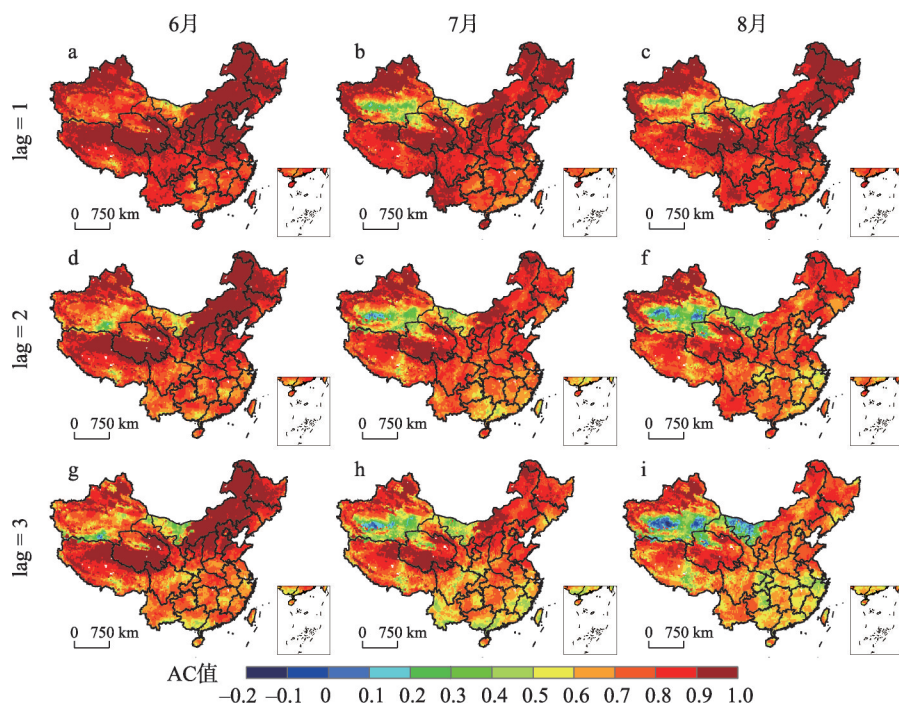 6月 7月 8月
lag = 1
a b c
0 750 km 0 750 km 0 750 km
lag = 2
d e f
0 750 km 0 750 km 0 750 km
lag = 3
g h i
0 750 km 0 750 km 0 750 km
AC值
−0.2 −0.1 0 0.1 0.2 0.3 0.4 0.5 0.6 0.7 0.8 0.9 1.0